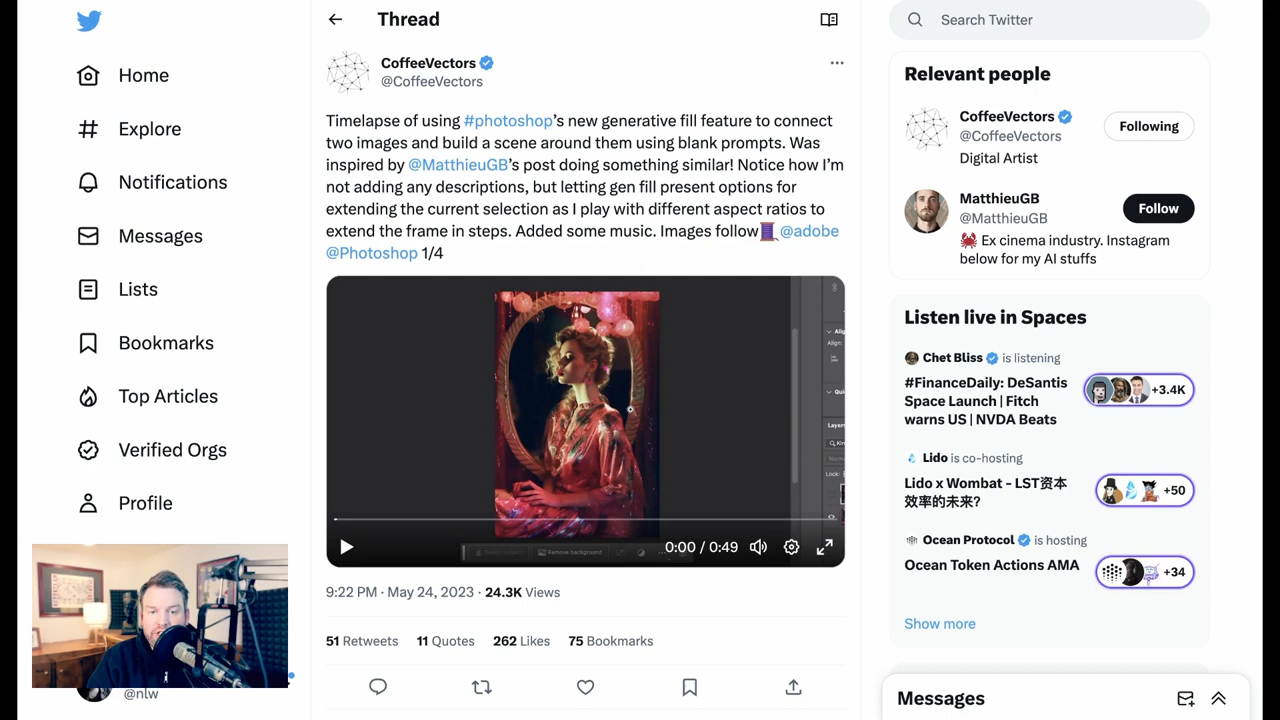 Home
Explore
Notifications
Messages
Lists
Bookmarks
Top Articles
Verified Orgs
Profile
@nlw
Thread
CoffeeVectors
@CoffeeVectors
Timelapse of using #photoshop's new generative fill feature to connect
two images and build a scene around them using blank prompts. Was
inspired by @MatthieuGB's post doing something similar! Notice how I'm
not adding any descriptions, but letting gen fill present options for
extending the current selection as I play with different aspect ratios to
extend the frame in steps. Added some music. Images follow🧵 @adobe
@Photoshop 1/4
Align:
Layers
Lock:
Remove background
0:00 / 0:49
9:22 PM · May 24, 2023 · 24.3K Views
51 Retweets 11 Quotes 262 Likes 75 Bookmarks
Search Twitter
Relevant people
CoffeeVectors
@CoffeeVectors
Following
Digital Artist
MatthieuGB
@MatthieuGB
Follow
🦀 Ex cinema industry. Instagram
below for my AI stuffs
Listen live in Spaces
Chet Bliss is listening
#FinanceDaily: DeSantis
Space Launch | Fitch
warns US | NVDA Beats
+3.4K
Lido is co-hosting
Lido x Wombat - LST资本
效率的未来?
+50
Ocean Protocol is hosting
Ocean Token Actions AMA
+34
Show more
Messages